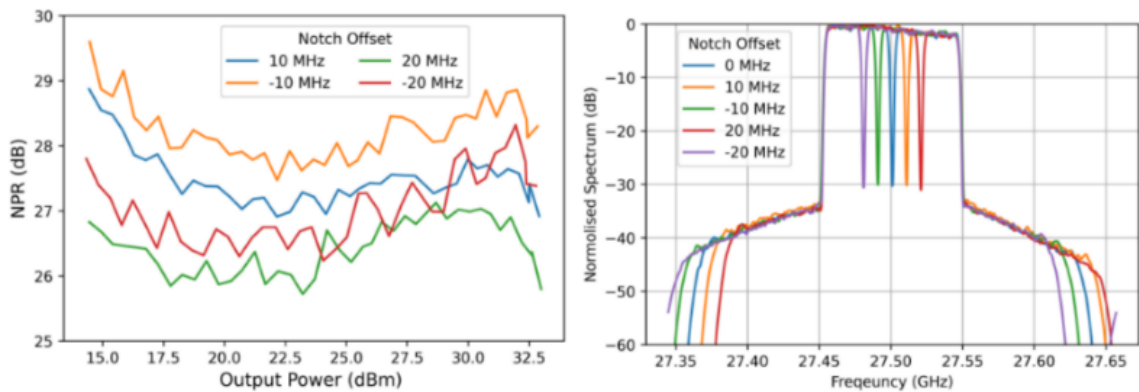 30
29
28
27
26
25
NPR (dB)
Notch Offset
10 MHz
20 MHz
-10 MHz
-20 MHz
15.0
17.5
20.0
22.5
25.0
27.5
30.0
32.5
Output Power (dBm)
0
−10
−20
−30
−40
−50
−60
Normolised Spectrum (dB)
Notch Offset
0 MHz
10 MHz
-10 MHz
20 MHz
-20 MHz
27.35
27.40
27.45
27.50
27.55
27.60
27.65
Freqeuncy (GHz)